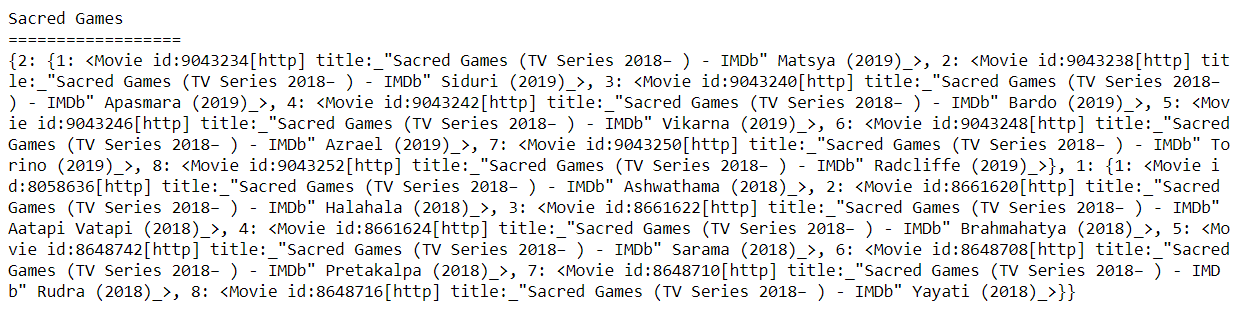 Sacred Games
==================
{2: {1: <Movie id:9043234[http] title:_"Sacred Games (TV Series 2018– ) - IMDb" Matsya (2019)_>, 2: <Movie id:9043238[http] tit
le:_"Sacred Games (TV Series 2018– ) - IMDb" Siduri (2019)_>, 3: <Movie id:9043240[http] title:_"Sacred Games (TV Series 2018–
) - IMDb" Apasmara (2019)_>, 4: <Movie id:9043242[http] title:_"Sacred Games (TV Series 2018– ) - IMDb" Bardo (2019)_>, 5: <Mov
ie id:9043246[http] title:_"Sacred Games (TV Series 2018– ) - IMDb" Vikarna (2019)_>, 6: <Movie id:9043248[http] title:_"Sacred
Games (TV Series 2018– ) - IMDb" Azrael (2019)_>, 7: <Movie id:9043250[http] title:_"Sacred Games (TV Series 2018– ) - IMDb" To
rino (2019)_>, 8: <Movie id:9043252[http] title:_"Sacred Games (TV Series 2018– ) - IMDb" Radcliffe (2019)_>}, 1: {1: <Movie i
d:8058636[http] title:_"Sacred Games (TV Series 2018– ) - IMDb" Ashwathama (2018)_>, 2: <Movie id:8661620[http] title:_"Sacred
Games (TV Series 2018– ) - IMDb" Halahala (2018)_>, 3: <Movie id:8661622[http] title:_"Sacred Games (TV Series 2018– ) - IMDb"
Aatapi Vatapi (2018)_>, 4: <Movie id:8661624[http] title:_"Sacred Games (TV Series 2018– ) - IMDb" Brahmahatya (2018)_>, 5: <Mo
vie id:8648742[http] title:_"Sacred Games (TV Series 2018– ) - IMDb" Sarama (2018)_>, 6: <Movie id:8648708[http] title:_"Sacred
Games (TV Series 2018– ) - IMDb" Pretakalpa (2018)_>, 7: <Movie id:8648710[http] title:_"Sacred Games (TV Series 2018– ) - IMD
b" Rudra (2018)_>, 8: <Movie id:8648716[http] title:_"Sacred Games (TV Series 2018– ) - IMDb" Yayati (2018)_>}}